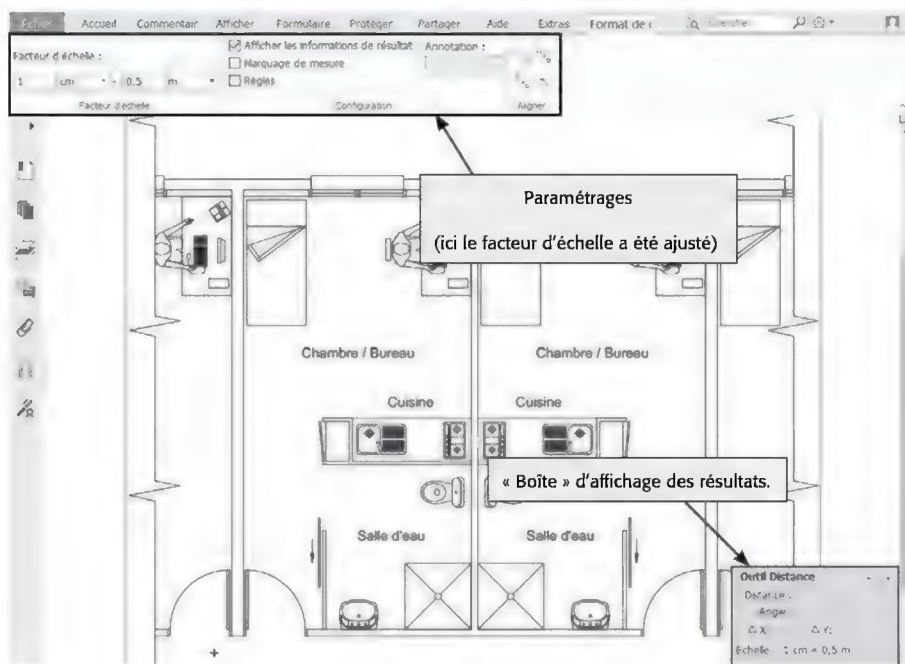 Fichier Accueil Commentair Afficher Formulaire Protéger Partager Aide Extras Format de c
Facteur d'échelle :
Afficher les informations de résultat
Annotation :
Marquage de mesure
1 cm - 0,5 m
Règles
Facteur d'échelle Configuration Aligner
Paramétrages
(ici le facteur d'échelle a été ajusté)
Chambre / Bureau Chambre / Bureau
Cuisine Cuisine
« Boîte » d'affichage des résultats.
Salle d'eau Salle d'eau
Outil Distance
Distance :
Angle
△ X △ Y:
Echelle 1 cm = 0,5 m